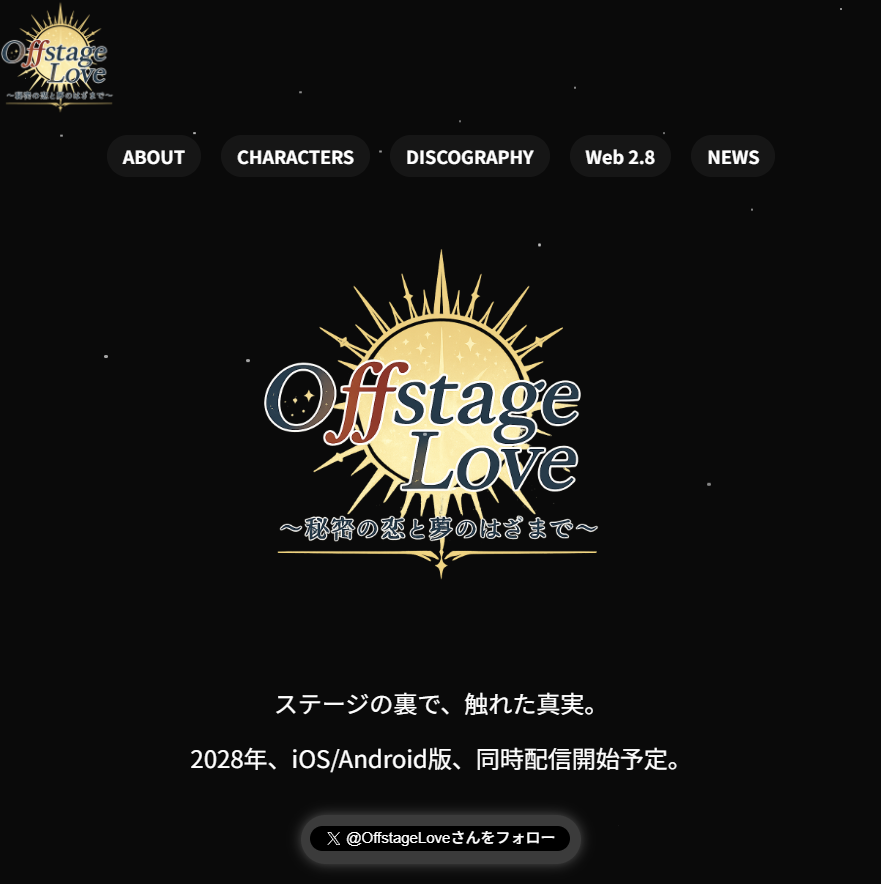 Offstage
Love
～秘密の恋と夢のはざまで～
ABOUT
CHARACTERS
DISCOGRAPHY
Web 2.8
NEWS
Offstage
Love
～秘密の恋と夢のはざまで～
ステージの裏で、触れた真実。
2028年、iOS/Android版、同時配信開始予定。
@OffstageLoveさんをフォロー